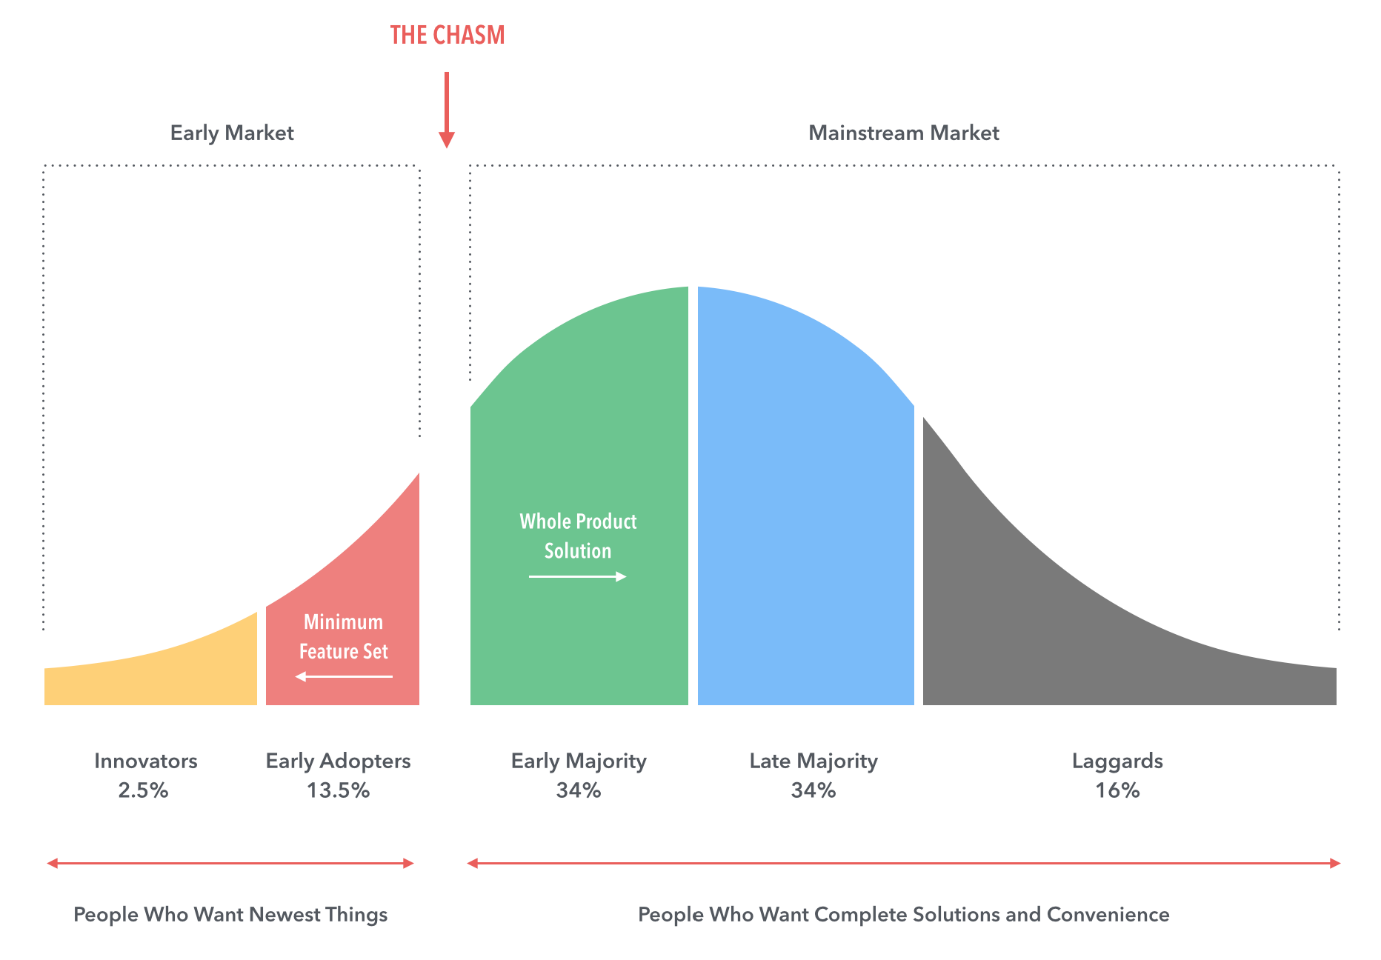 THE CHASM
Early Market
Mainstream Market
Whole Product
Solution
Minimum
Feature Set
Innovators
2.5%
Early Adopters
13.5%
Early Majority
34%
Late Majority
34%
Laggards
16%
People Who Want Newest Things
People Who Want Complete Solutions and Convenience